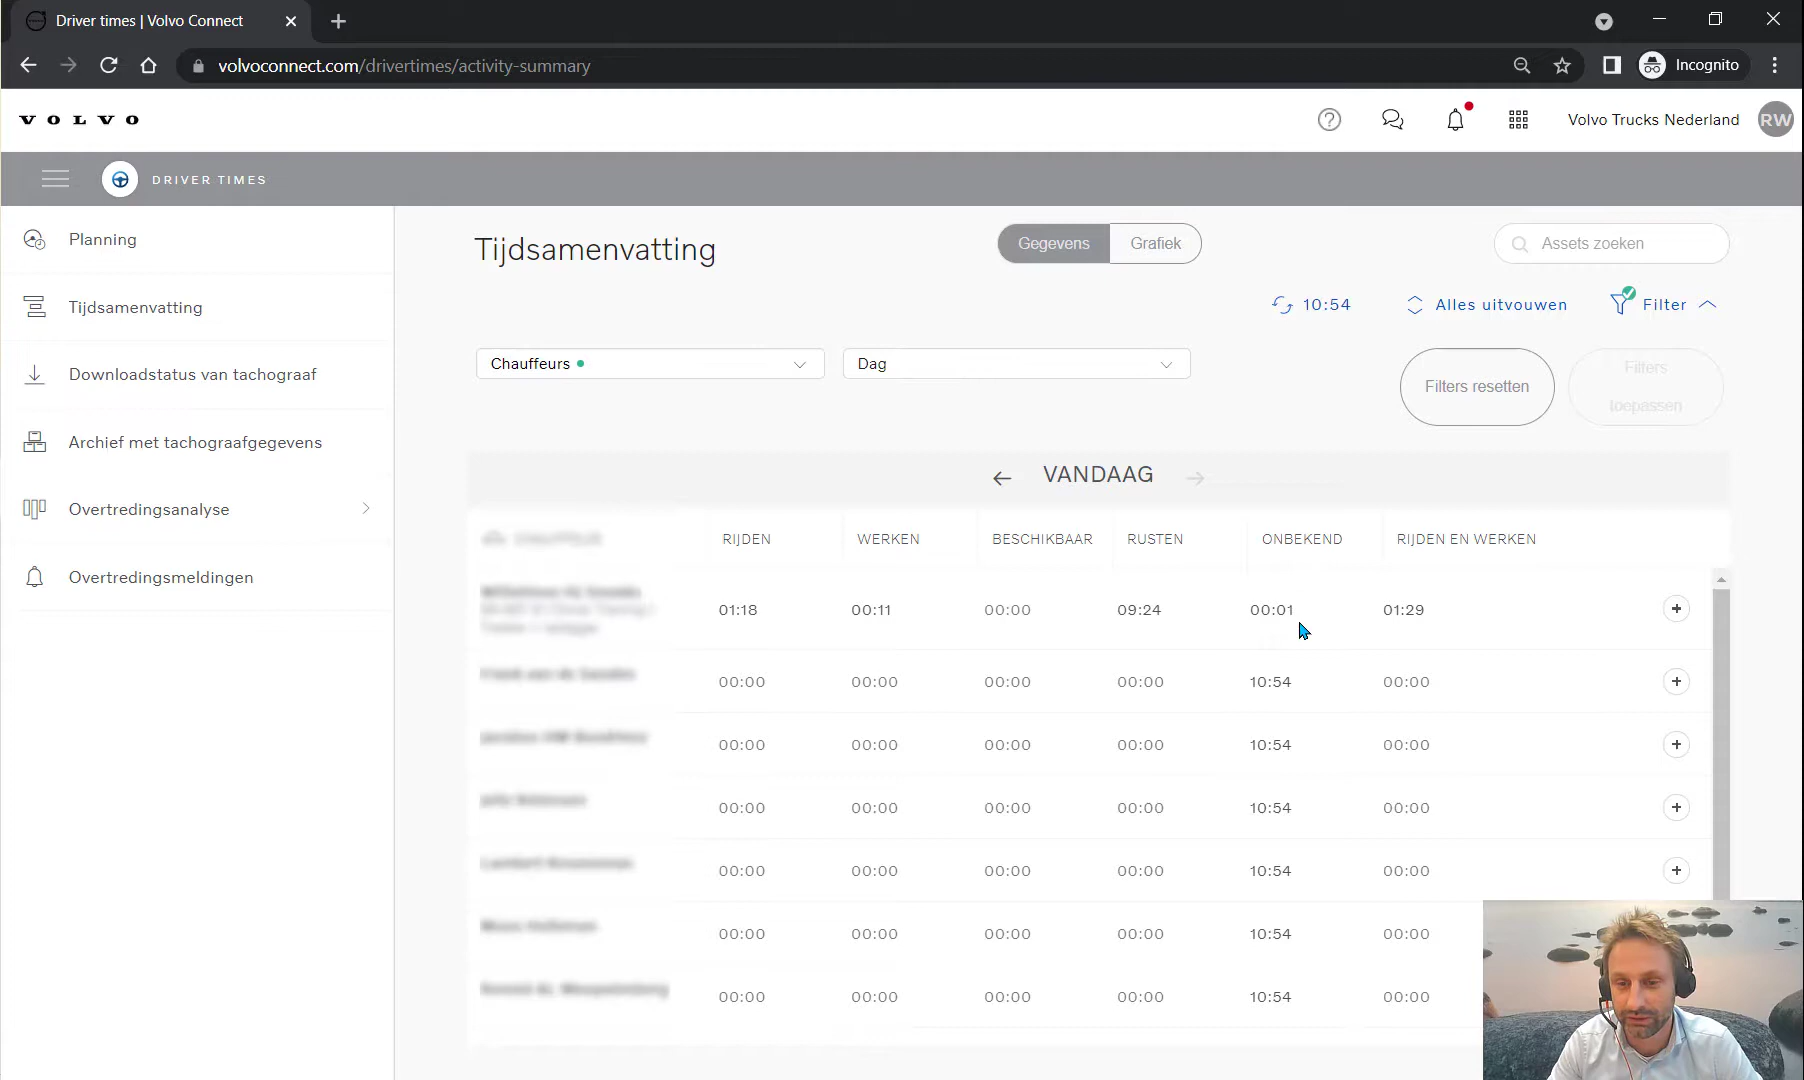 Driver times | Volvo Connect
volvoconnect.com/drivertimes/activity-summary
Incognito
VOLVO
Volvo Trucks Nederland
RW
DRIVER TIMES
Planning
Tijdsamenvatting
Downloadstatus van tachograaf
Archief met tachograafgegevens
Overtredingsanalyse
Overtredingsmeldingen
Tijdsamenvatting
Gegevens
Grafiek
Assets zoeken
10:54
Alles uitvouwen
Filter
Chauffeurs
Dag
Filters resetten
Filters
toepassen
VANDAAG
RIJDEN WERKEN BESCHIKBAAR RUSTEN ONBEKEND RIJDEN EN WERKEN
01:18 00:11 00:00 09:24 00:01 01:29
00:00 00:00 00:00 00:00 10:54 00:00
00:00 00:00 00:00 00:00 10:54 00:00
00:00 00:00 00:00 00:00 10:54 00:00
00:00 00:00 00:00 00:00 10:54 00:00
00:00 00:00 00:00 00:00 10:54 00:00
00:00 00:00 00:00 00:00 10:54 00:00